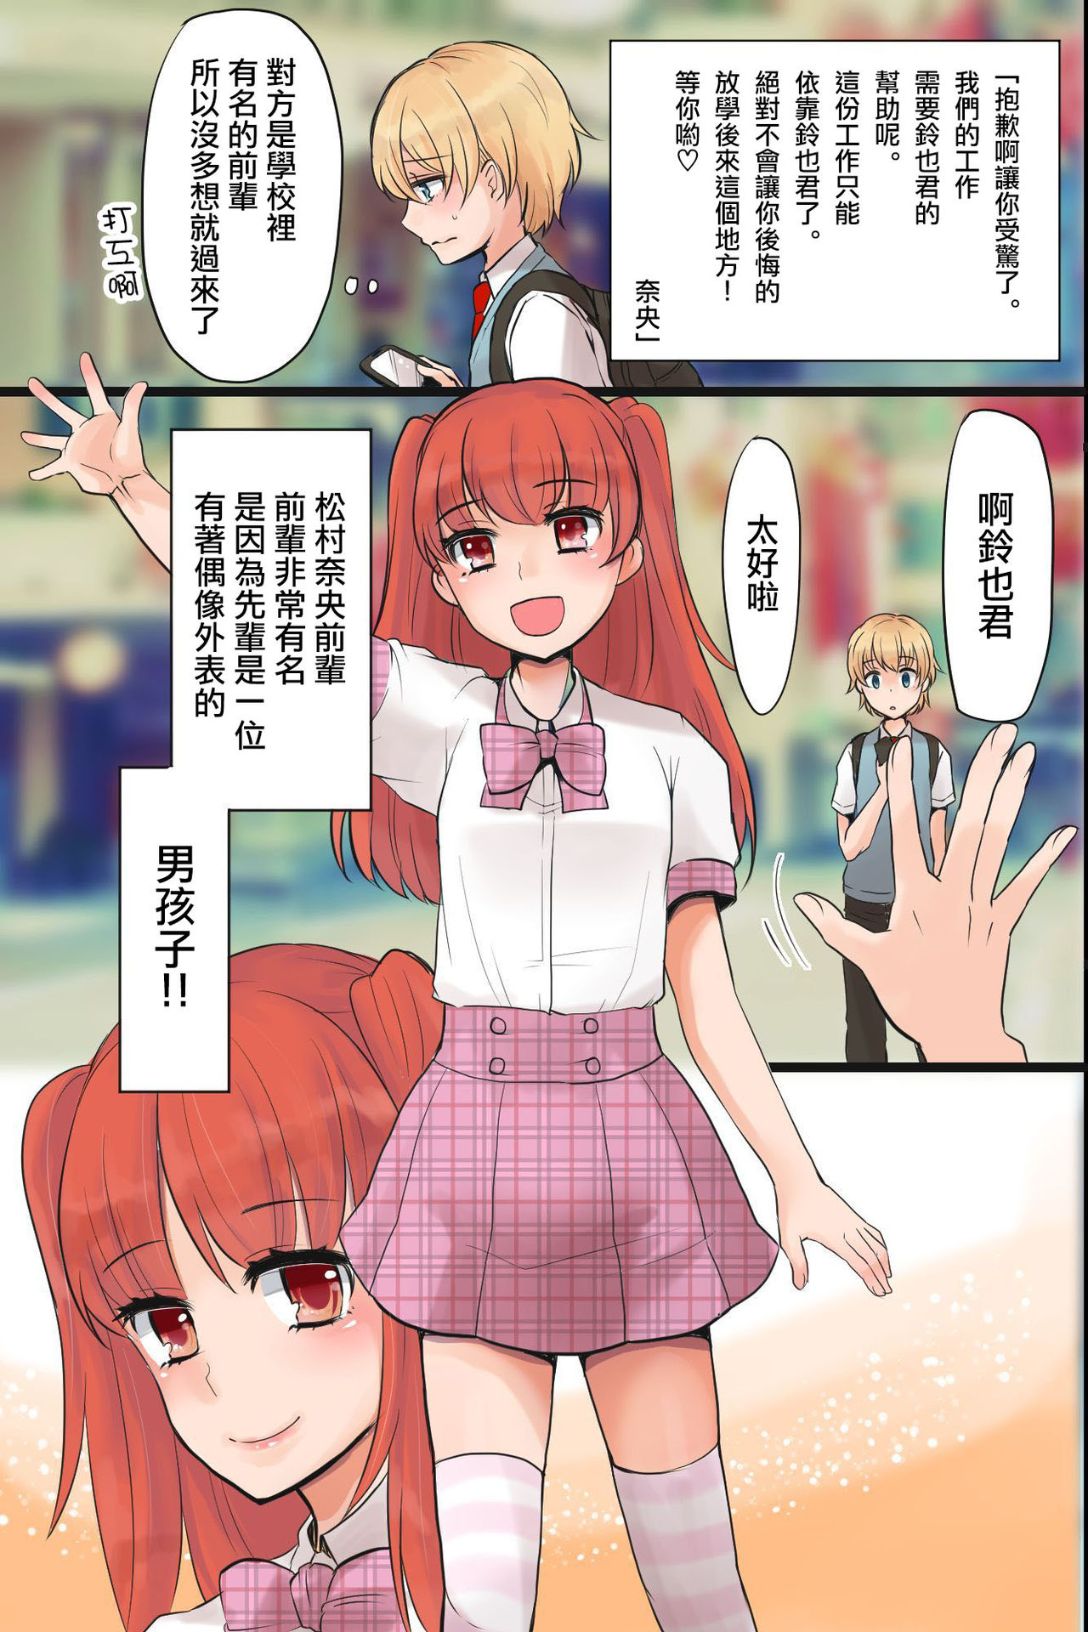 「抱歉啊讓你受驚了。
我們的工作
需要鈴也君的
幫助呢。
這份工作只能
依靠鈴也君了。
絕對不會讓你後悔的
放學後來這個地方！
等你喲♡
奈央」
對方是學校裡
有名的前輩
所以沒多想就過來了
打工啊
啊鈴也君
太好啦
松村奈央前輩
前輩非常有名
是因為先輩是一位
有著偶像外表的
男孩子!!